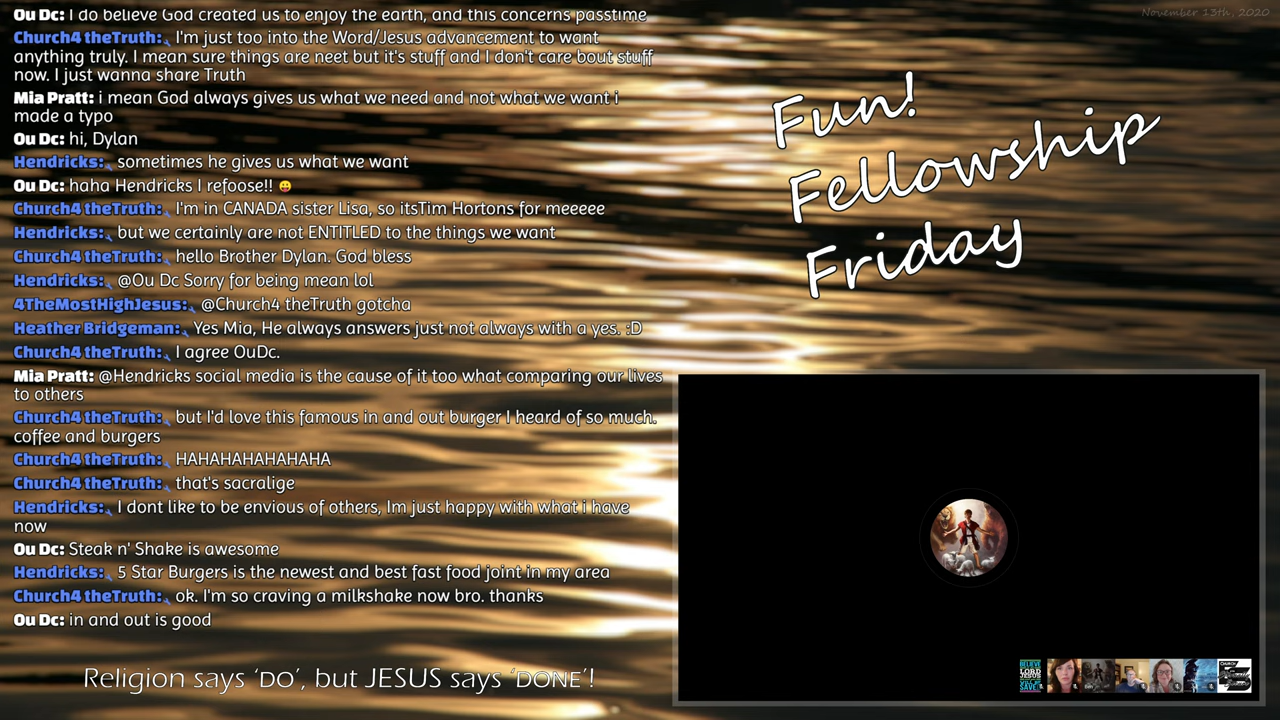 Ou Dc: I do believe God created us to enjoy the earth, and this concerns passtime
Church4 theTruth: I'm just too into the Word/Jesus advancement to want
anything truly. I mean sure things are neet but it's stuff and I don't care bout stuff
now. I just wanna share Truth
Mia Pratt: i mean God always gives us what we need and not what we want i
made a typo
Ou Dc: hi, Dylan
Hendricks: sometimes he gives us what we want
Ou Dc: haha Hendricks I refoose!! 😛
Church4 theTruth: I'm in CANADA sister Lisa, so itsTim Hortons for meeeee
Hendricks: but we certainly are not ENTITLED to the things we want
Church4 theTruth: hello Brother Dylan. God bless
Hendricks: @Ou Dc Sorry for being mean lol
4TheMostHighJesus: @Church4 theTruth gotcha
Heather Bridgeman: Yes Mia, He always answers just not always with a yes. :D
Church4 theTruth: I agree OuDc.
Mia Pratt: @Hendricks social media is the cause of it too what comparing our lives
to others
Church4 theTruth: but I'd love this famous in and out burger I heard of so much.
coffee and burgers
Church4 theTruth: HAHAHAHAHAHAHA
Church4 theTruth: that's sacralige
Hendricks: I dont like to be envious of others, Im just happy with what i have
now
Ou Dc: Steak n' Shake is awesome
Hendricks: 5 Star Burgers is the newest and best fast food joint in my area
Church4 theTruth: ok. I'm so craving a milkshake now bro. thanks
Ou Dc: in and out is good
Religion says ‘DO’, but JESUS says ‘DONE’!
November 13th, 2020
Fun!
Fellowship
Friday
BELIEVE
LORD
JESUS
SAVE
CHURCH